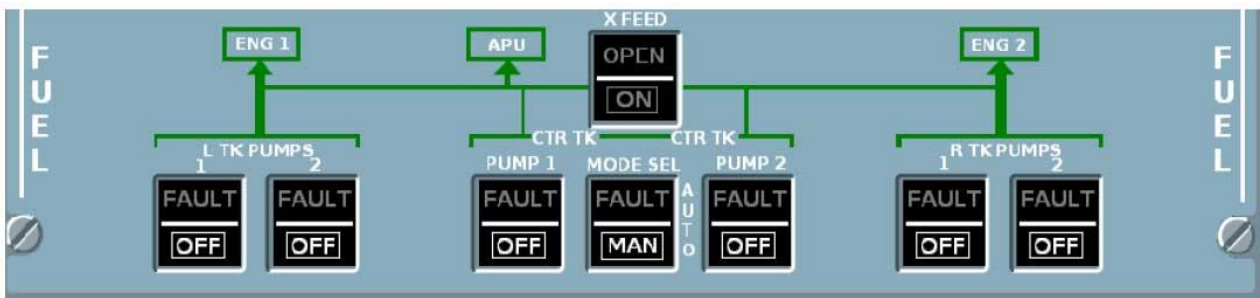 X FEED
ENG 1
APU
OPEN
ENG 2
ON
FUEL
FUEL
L TK PUMPS
CTR TK
CTR TK
R TK PUMPS
1
2
PUMP 1
MODE SEL
PUMP 2
1
2
FAULT
FAULT
FAULT
FAULT
AUTO
FAULT
FAULT
FAULT
OFF
OFF
OFF
MAN
OFF
OFF
OFF